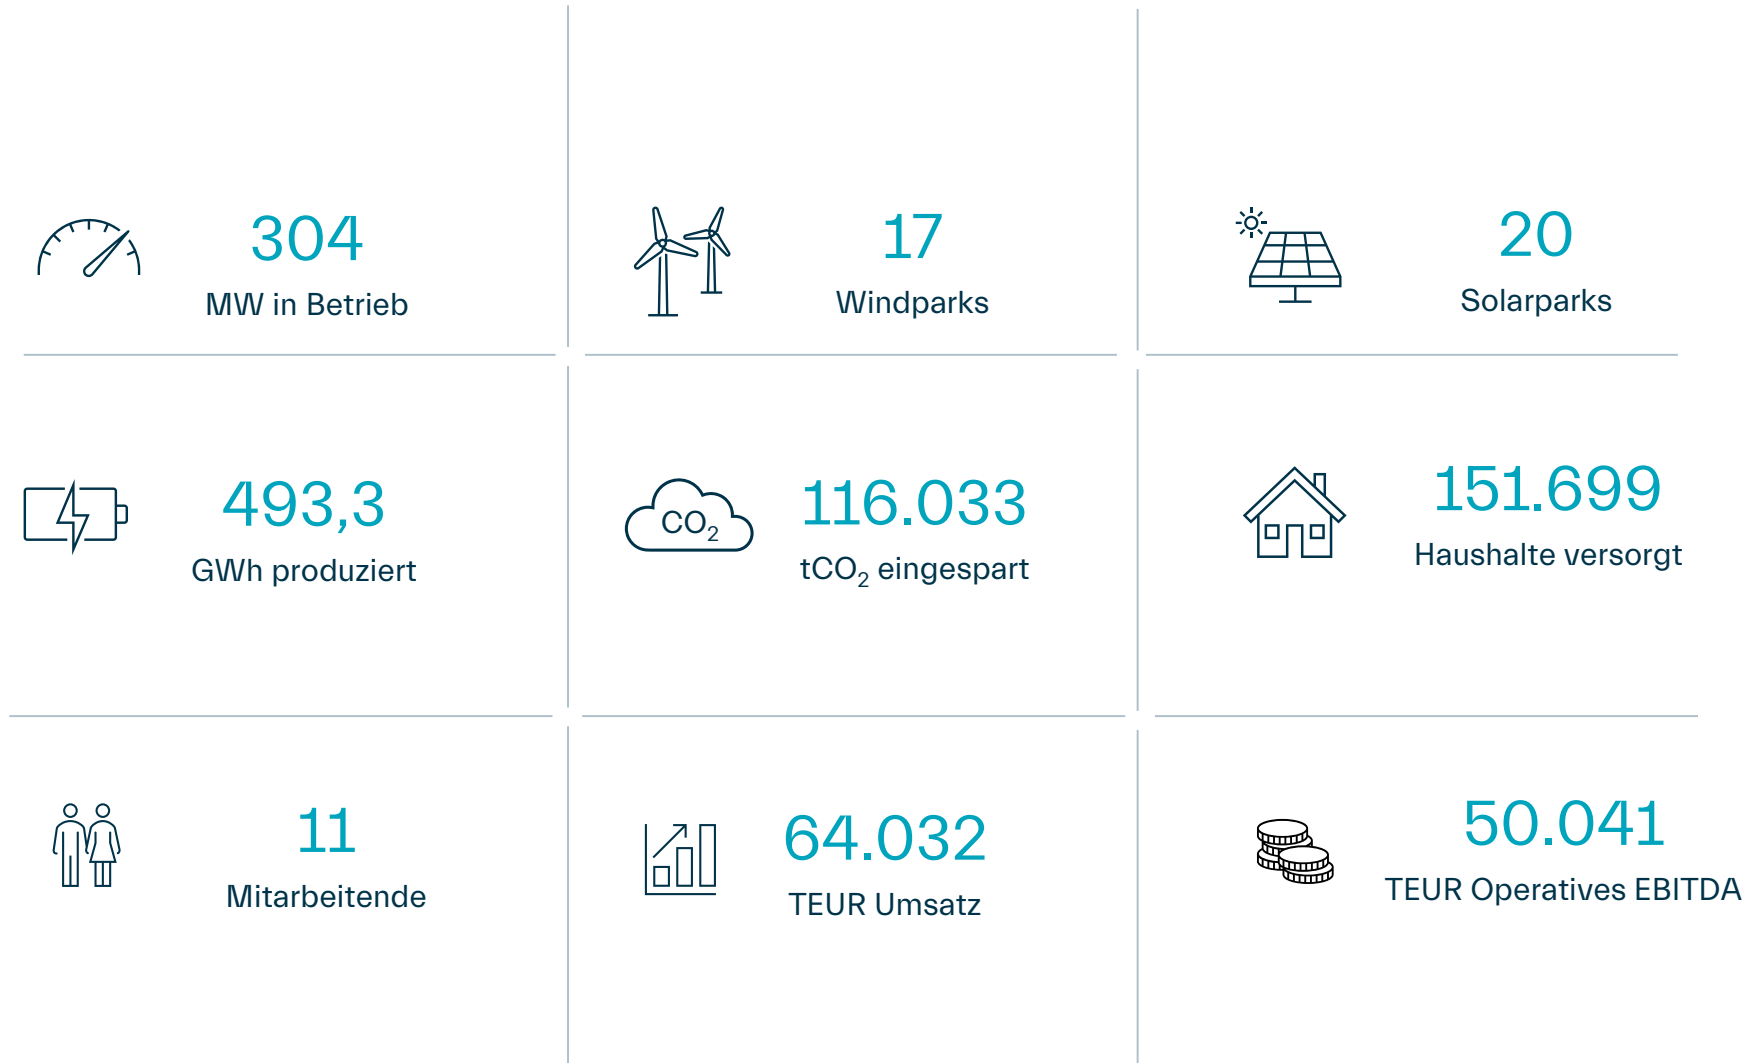 304
MW in Betrieb
17
Windparks
20
Solarparks
493,3
GWh produziert
CO₂
116.033
tCO₂ eingespart
151.699
Haushalte versorgt
11
Mitarbeitende
64.032
TEUR Umsatz
50.041
TEUR Operatives EBITDA